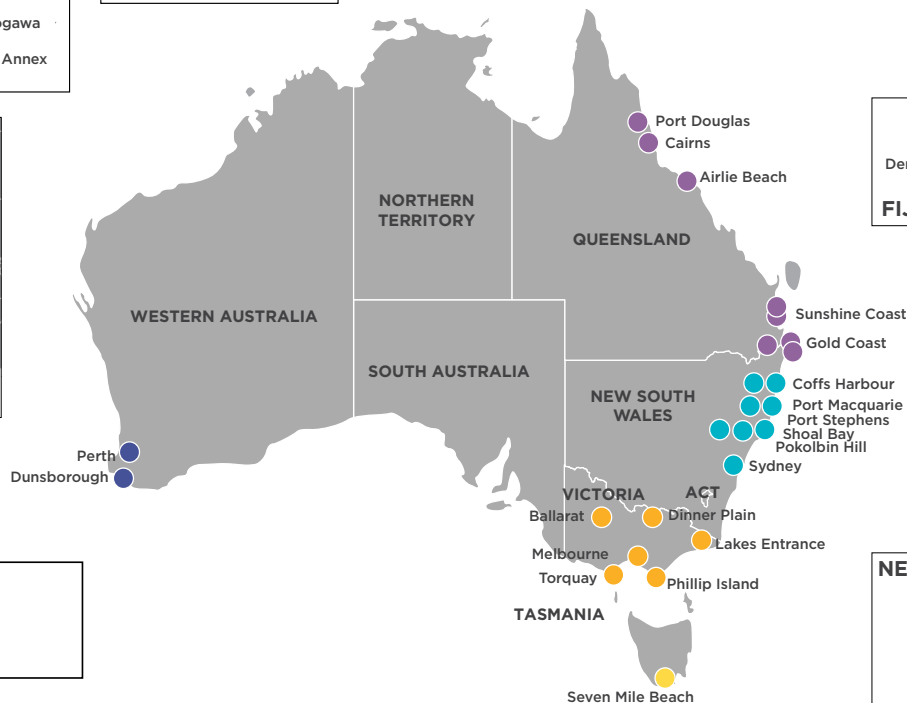 Annex
Port Douglas
Cairns
Airlie Beach
NORTHERN
TERRITORY
QUEENSLAND
WESTERN AUSTRALIA
Sunshine Coast
Gold Coast
SOUTH AUSTRALIA
Coffs Harbour
NEW SOUTH
WALES
Port Macquarie
Port Stephens
Shoal Bay
Pokolbin Hill
Perth
Dunsborough
Sydney
VICTORIA
ACT
Ballarat
Dinner Plain
Lakes Entrance
Melbourne
Torquay
Phillip Island
TASMANIA
Seven Mile Beach